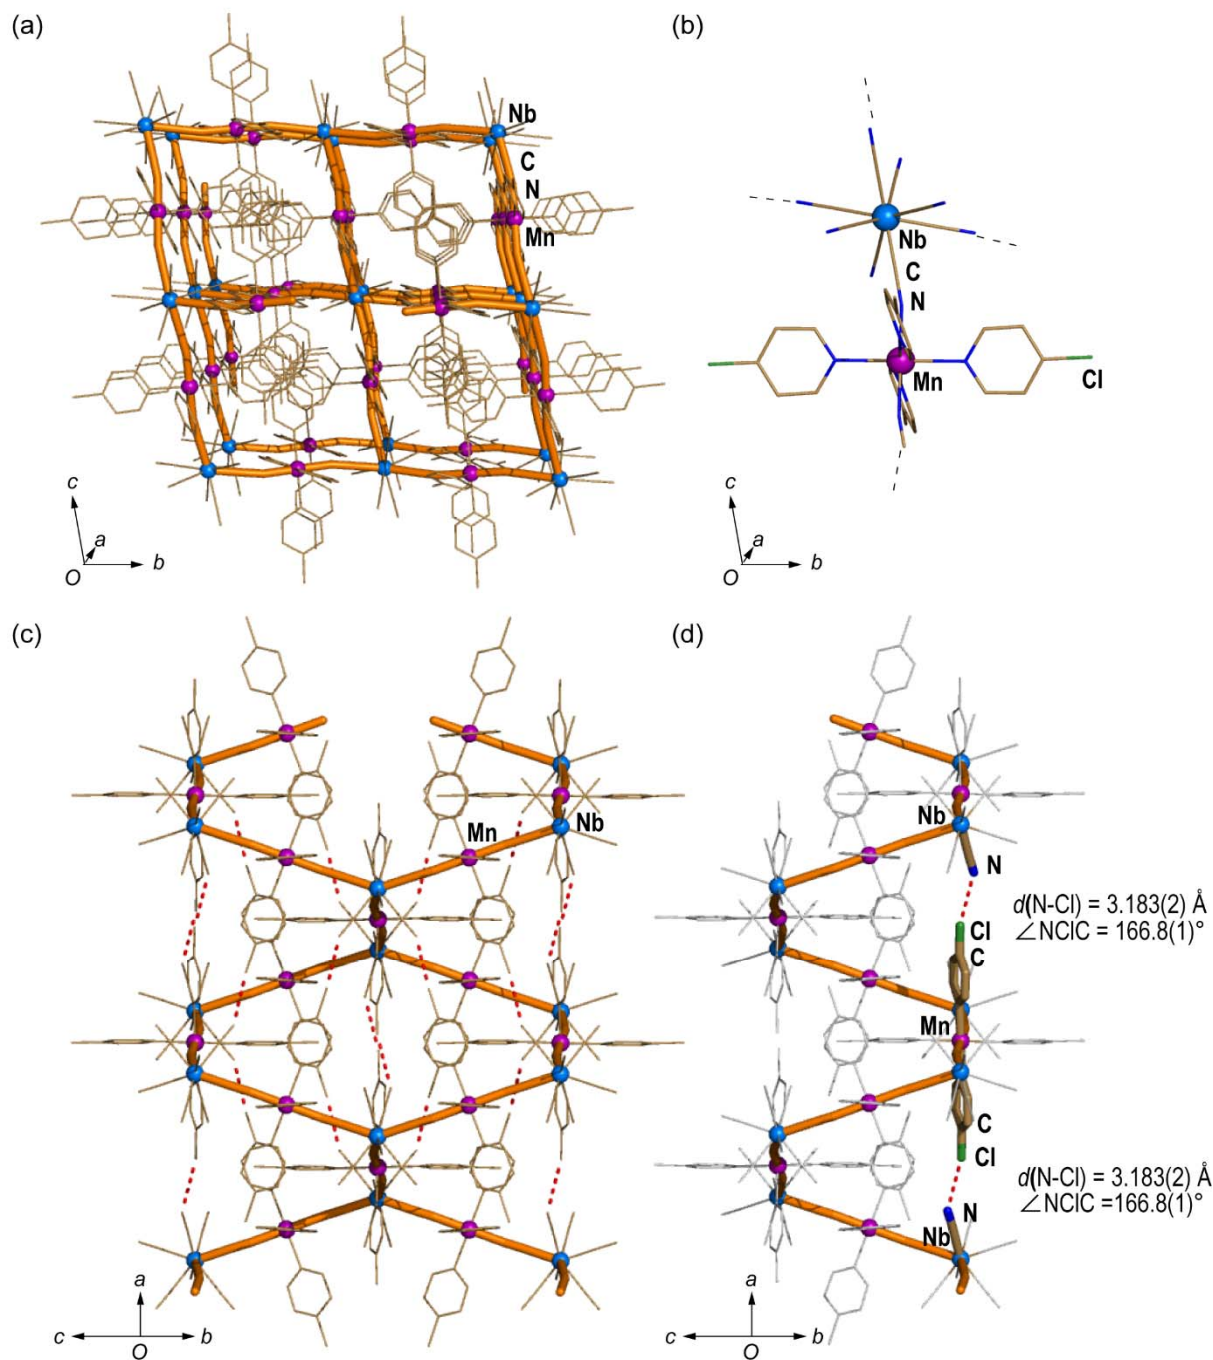 (a)
Nb
C
N
Mn
c
a
O
b
(b)
Nb
C
N
Mn
Cl
c
a
O
b
(c)
Mn
Nb
a
c
O
b
(d)
Nb
N
d(N-Cl) = 3.183(2) Å
∠NClC = 166.8(1)°
Cl
C
Mn
C
Cl
d(N-Cl) = 3.183(2) Å
∠NClC =166.8(1)°
N
Nb
a
c
O
b